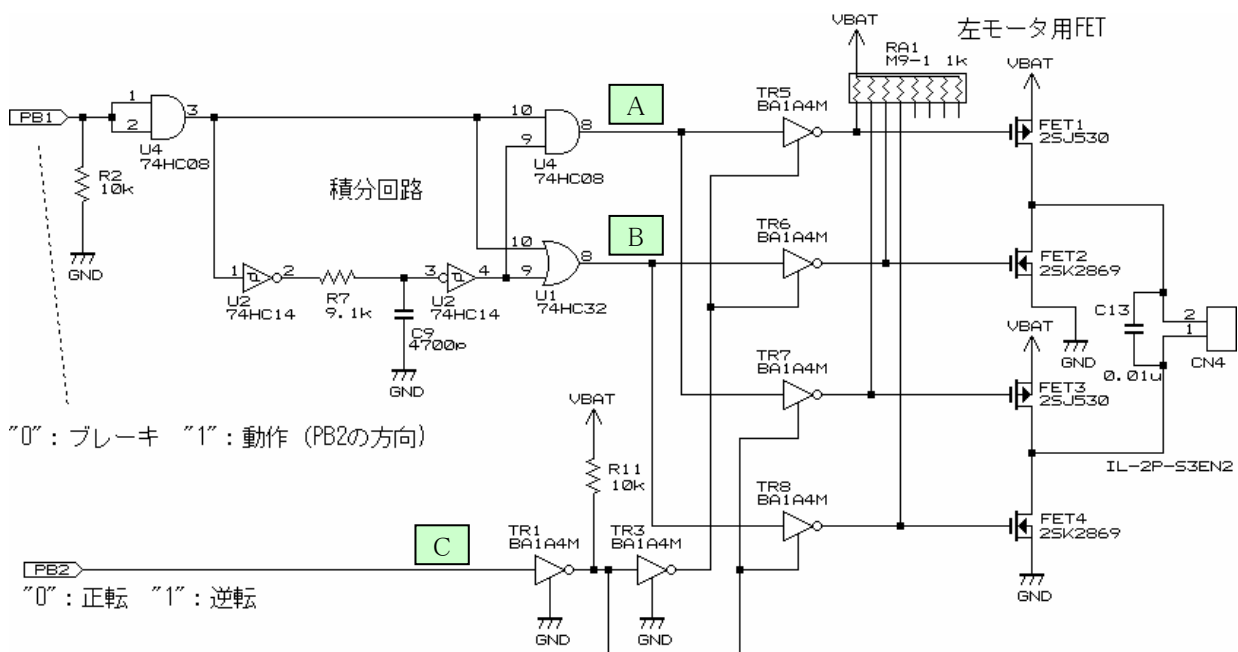 左モータ用FET
VBAT
RA1
M9-1 1k
VBAT
A
TR5
BA1A4M
PB1
1
2
3
U4
74HC08
10
9
8
U4
74HC08
FET1
2SJ530
R2
10k
積分回路
B
TR6
BA1A4M
GND
10
9
8
U1
74HC32
FET2
2SK2869
1
2
U2
74HC14
R7
9.1k
3
4
U2
74HC14
C9
4700p
GND
VBAT
GND
C13
0.01u
2
1
CN4
TR7
BA1A4M
FET3
2SJ530
VBAT
"0"：ブレーキ "1"：動作（PB2の方向）
R11
10k
IL-2P-S3EN2
TR8
BA1A4M
FET4
2SK2869
C
TR1
BA1A4M
TR3
BA1A4M
PB2
"0"：正転 "1"：逆転
GND
GND
GND